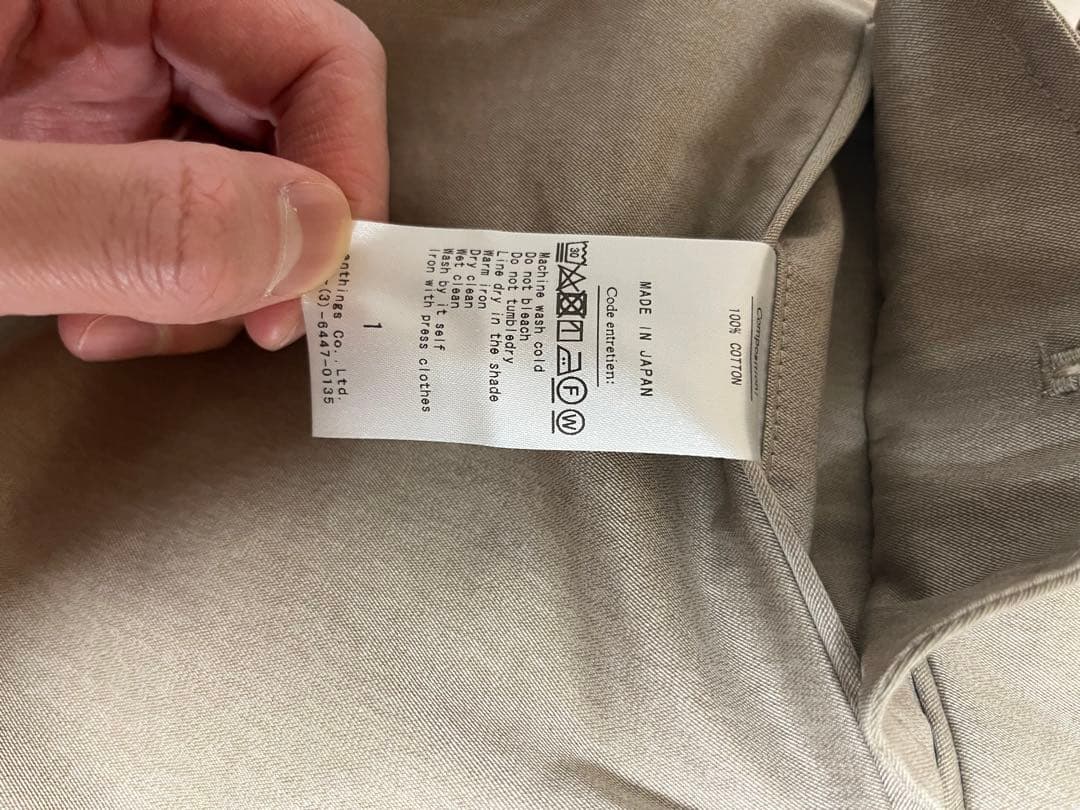 Composition:
100% COTTON
MADE IN JAPAN
Code entretien:
30 F W
Machine wash cold
Do not bleach
Do not tumbledry
Line dry in the shade
Warm iron
Dry clean
Wet clean
Wash by it self
Iron with press clothes
1
Co., Ltd.
(3)-6447-0135